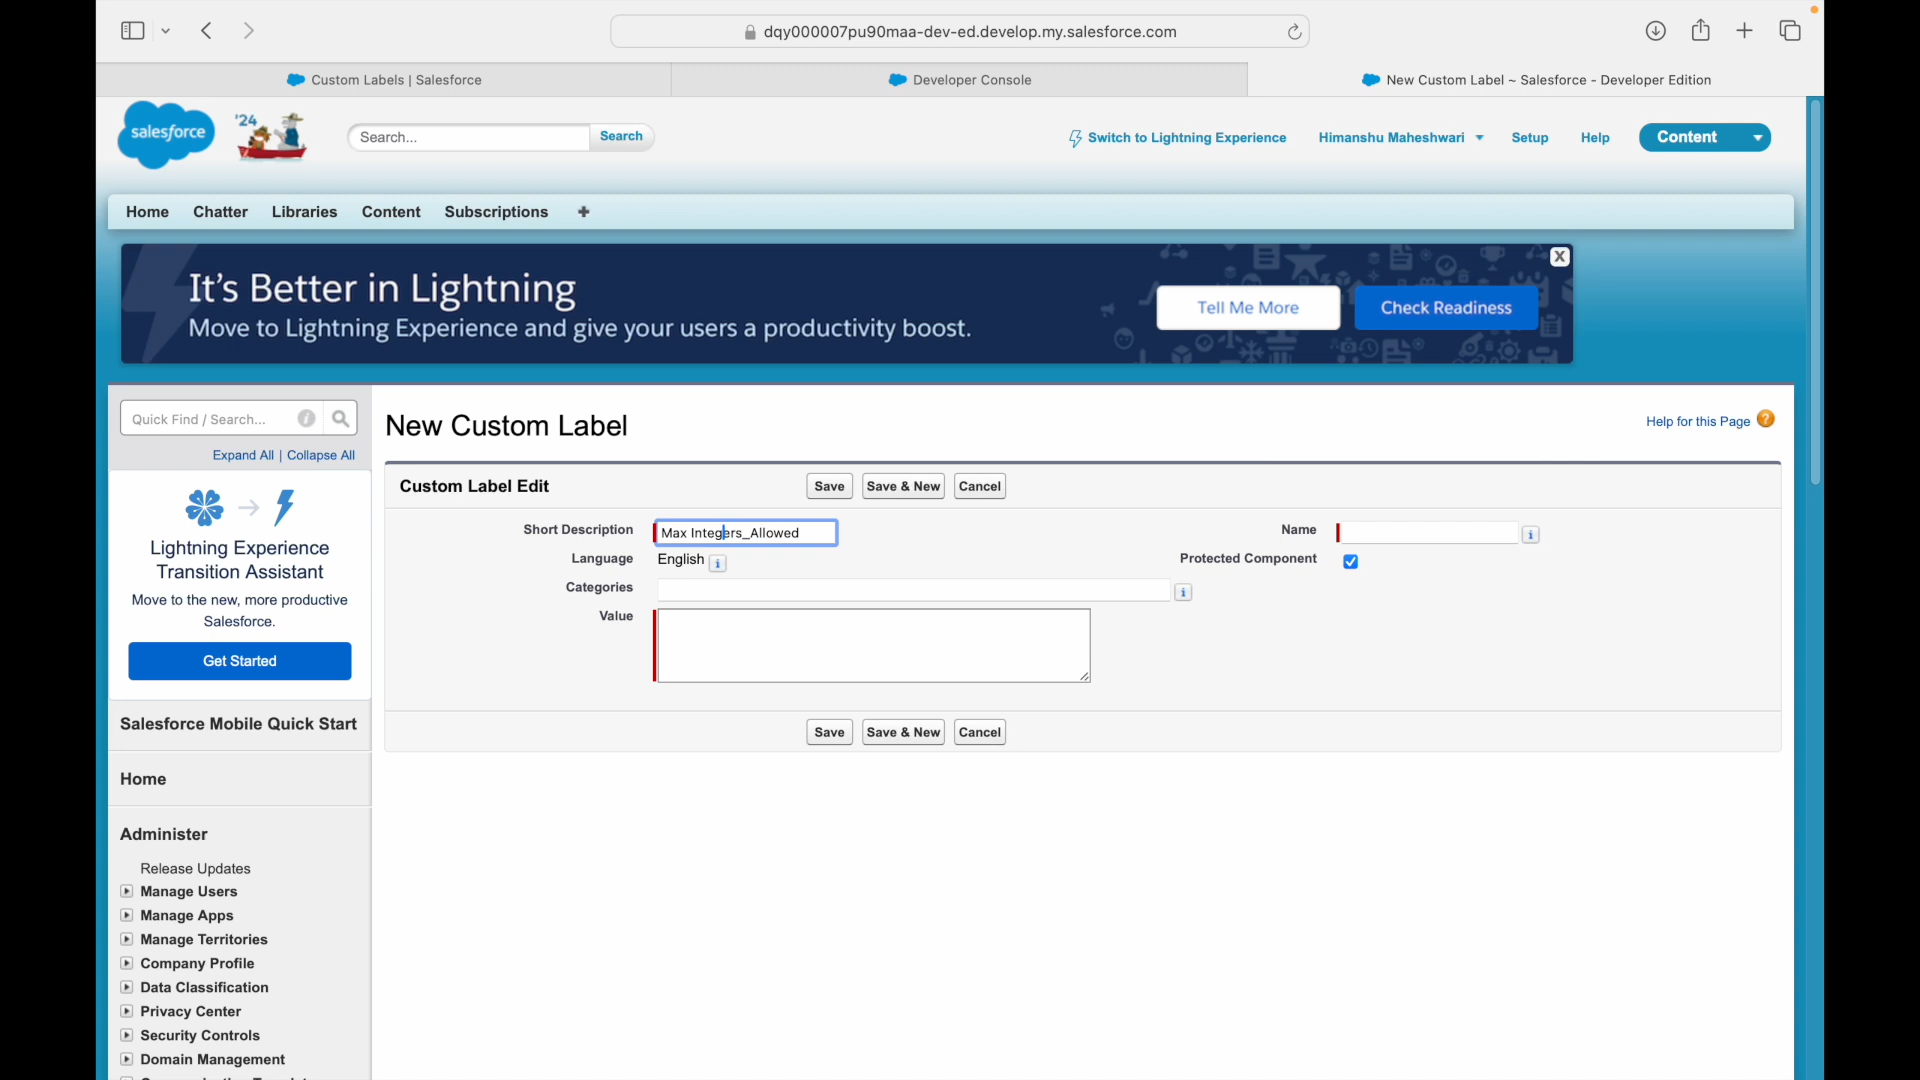 dqy000007pu90maa-dev-ed.develop.my.salesforce.com
Custom Labels | Salesforce
Developer Console
New Custom Label ~ Salesforce - Developer Edition
salesforce
'24
Search...
Search
Switch to Lightning Experience
Himanshu Maheshwari
Setup
Help
Content
Home
Chatter
Libraries
Content
Subscriptions
+
It's Better in Lightning
Move to Lightning Experience and give your users a productivity boost.
Tell Me More
Check Readiness
X
Quick Find / Search...
Expand All | Collapse All
Lightning Experience
Transition Assistant
Move to the new, more productive
Salesforce.
Get Started
Salesforce Mobile Quick Start
Home
Administer
Release Updates
Manage Users
Manage Apps
Manage Territories
Company Profile
Data Classification
Privacy Center
Security Controls
Domain Management
New Custom Label
Help for this Page ?
Custom Label Edit
Save
Save & New
Cancel
Short Description
Max Integers_Allowed
Name
Language
English
Protected Component
Categories
Value
Save
Save & New
Cancel